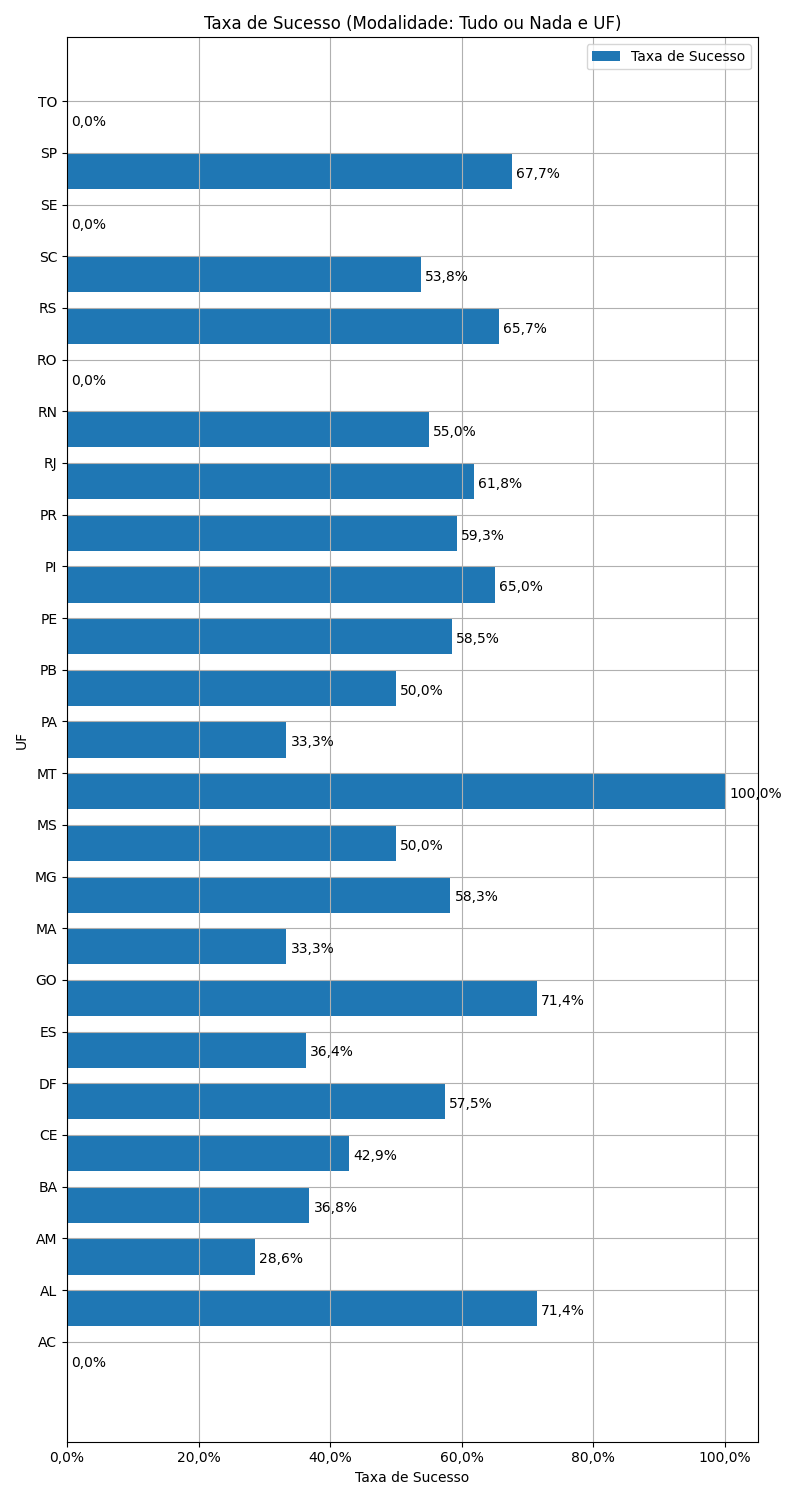 Taxa de Sucesso (Modalidade: Tudo ou Nada e UF)
Taxa de Sucesso
TO
0,0%
SP
67,7%
SE
0,0%
SC
53,8%
RS
65,7%
RO
0,0%
RN
55,0%
RJ
61,8%
PR
59,3%
PI
65,0%
PE
58,5%
PB
50,0%
PA
33,3%
UF
MT
100,0%
MS
50,0%
MG
58,3%
MA
33,3%
GO
71,4%
ES
36,4%
DF
57,5%
CE
42,9%
BA
36,8%
AM
28,6%
AL
71,4%
AC
0,0%
0,0% 20,0% 40,0% 60,0% 80,0% 100,0%
Taxa de Sucesso